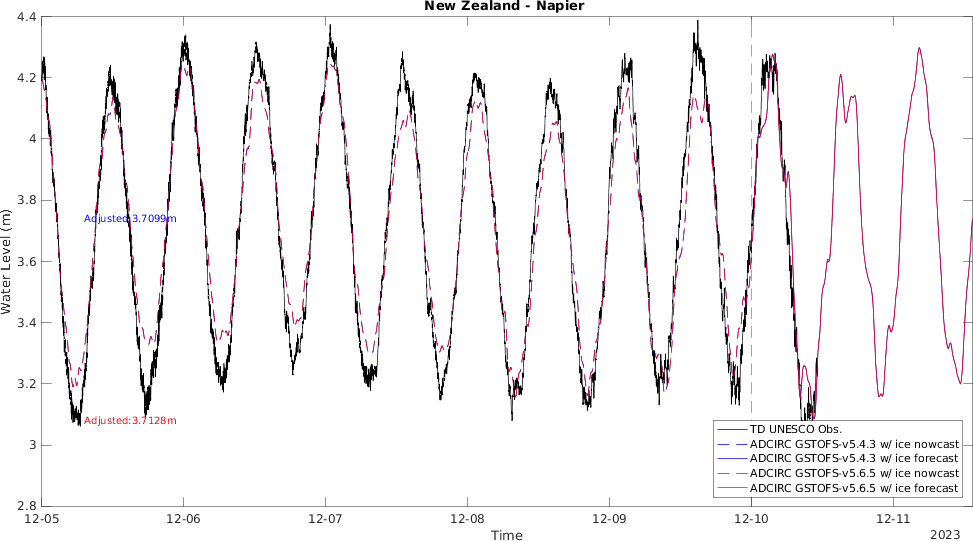 New Zealand - Napier
4.4
4.2
4
3.8
3.6
3.4
3.2
3
2.8
Water Level (m)
Adjusted:3.7099m
Adjusted:3.7128m
TD UNESCO Obs.
ADCIRC GSTOFS-v5.4.3 w/ ice nowcast
ADCIRC GSTOFS-v5.4.3 w/ ice forecast
ADCIRC GSTOFS-v5.6.5 w/ ice nowcast
ADCIRC GSTOFS-v5.6.5 w/ ice forecast
12-05 12-06 12-07 12-08 12-09 12-10 12-11
Time
2023